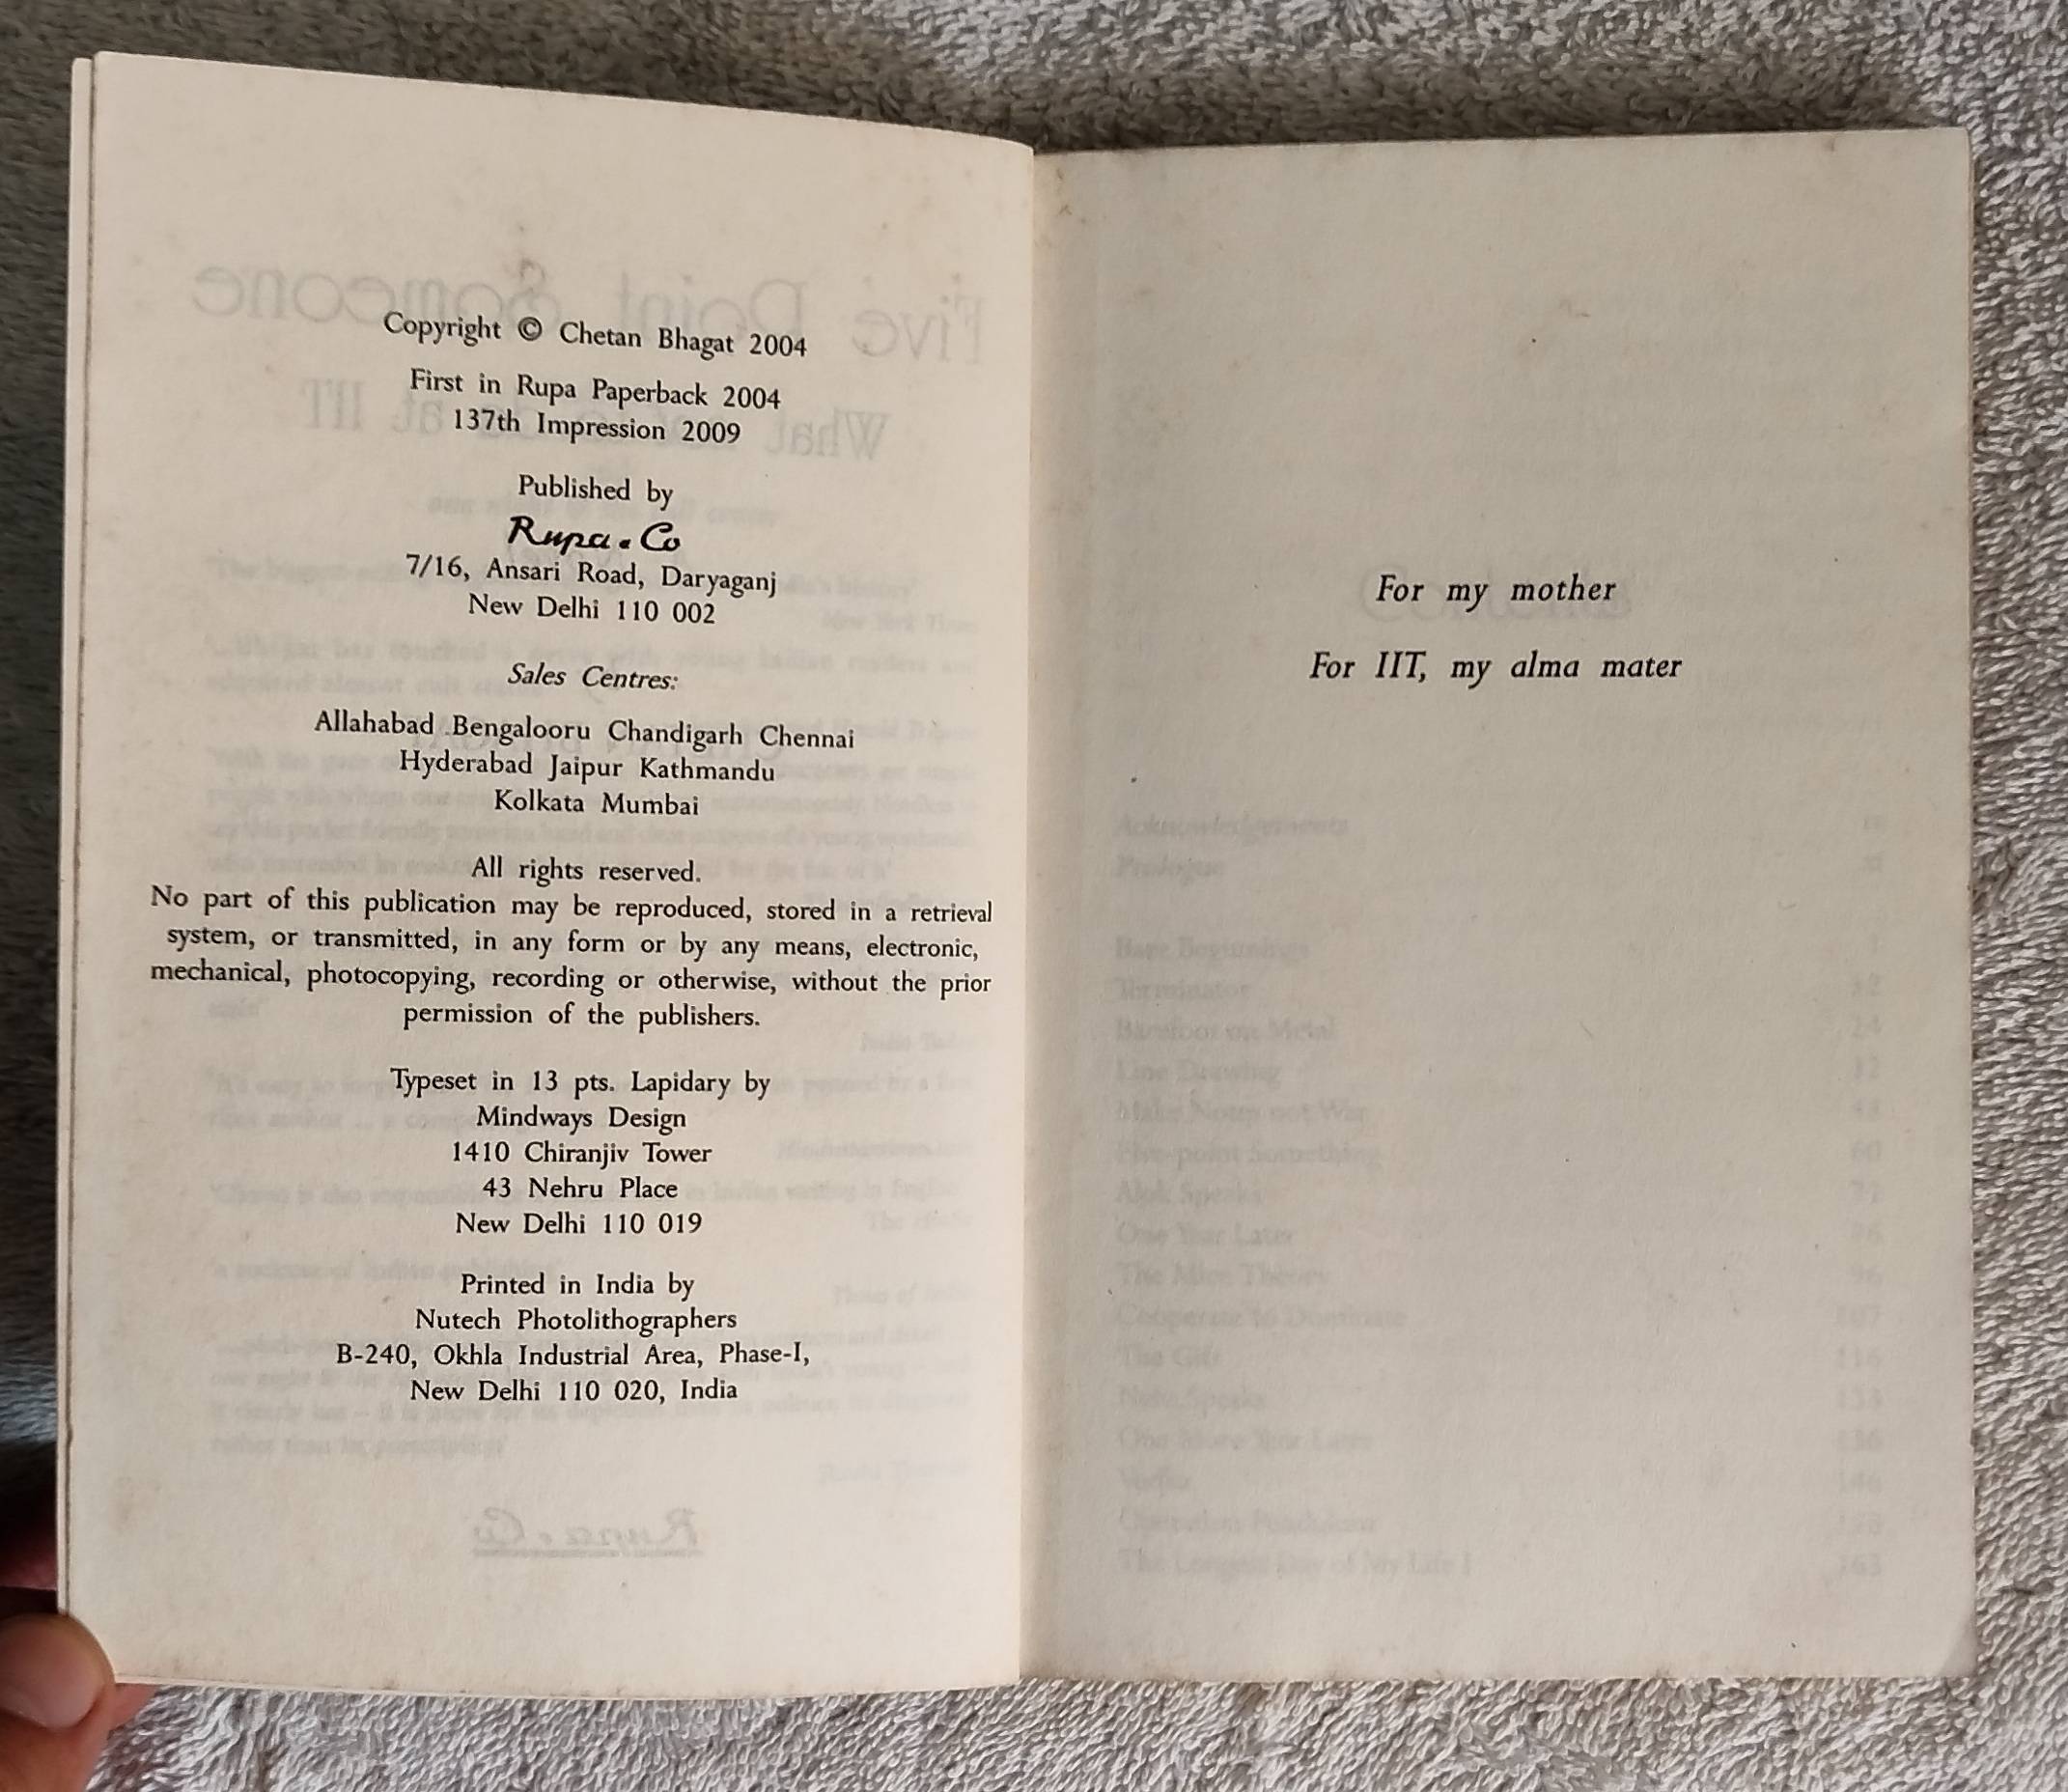 Copyright © Chetan Bhagat 2004
First in Rupa Paperback 2004
137th Impression 2009
Published by
Rupa . Co
7/16, Ansari Road, Daryaganj
New Delhi 110 002
Sales Centres:
Allahabad Bengalooru Chandigarh Chennai
Hyderabad Jaipur Kathmandu
Kolkata Mumbai
All rights reserved.
No part of this publication may be reproduced, stored in a retrieval
system, or transmitted, in any form or by any means, electronic,
mechanical, photocopying, recording or otherwise, without the prior
permission of the publishers.
Typeset in 13 pts. Lapidary by
Mindways Design
1410 Chiranjiv Tower
43 Nehru Place
New Delhi 110 019
Printed in India by
Nutech Photolithographers
B-240, Okhla Industrial Area, Phase-I,
New Delhi 110 020, India
For my mother
For IIT, my alma mater